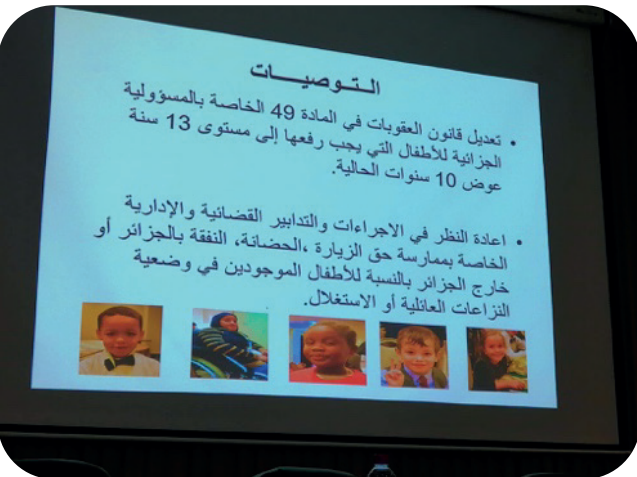 التـوصيـــات
• تعديل قانون العقوبات في المادة 49 الخاصة بالمسؤولية
الجزائية للأطفال التي يجب رفعها إلى مستوى 13 سنة
عوض 10 سنوات الحالية.
• اعادة النظر في الاجراءات والتدابير القضائية والإدارية
الخاصة بممارسة حق الزيارة ،الحضانة، النفقة بالجزائر أو
خارج الجزائر بالنسبة للأطفال الموجودين في وضعية
النزاعات العائلية أو الاستغلال.